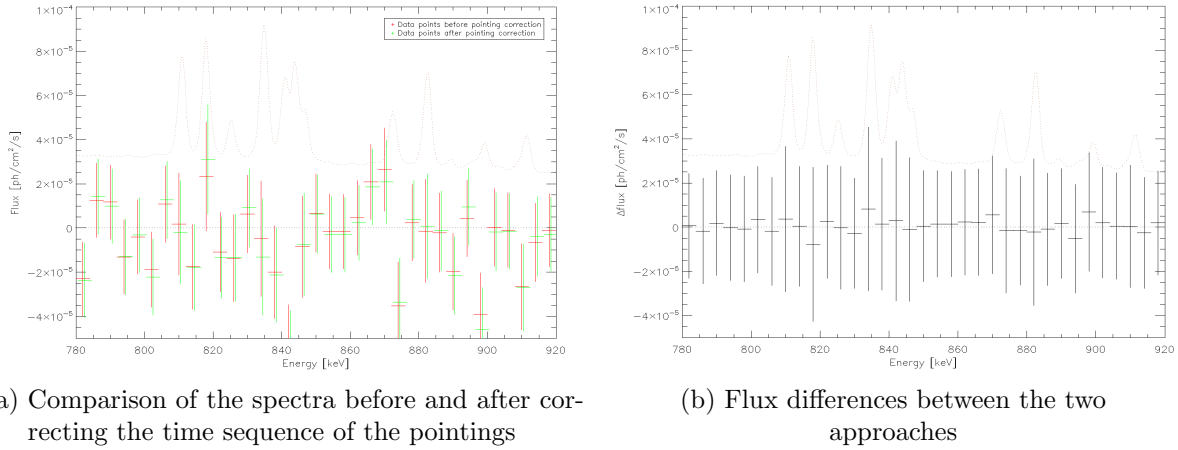 1×10⁻⁴
8×10⁻⁵
6×10⁻⁵
4×10⁻⁵
2×10⁻⁵
0
−2×10⁻⁵
−4×10⁻⁵
Flux [ph/cm²/s]
Data points before pointing correction
Data points after pointing correction
780 800 820 840 860 880 900 920
Energy [keV]
a) Comparison of the spectra before and after cor-
recting the time sequence of the pointings
1×10⁻⁴
8×10⁻⁵
6×10⁻⁵
4×10⁻⁵
2×10⁻⁵
0
−2×10⁻⁵
−4×10⁻⁵
Δflux [ph/cm²/s]
780 800 820 840 860 880 900 920
Energy [keV]
(b) Flux differences between the two
approaches